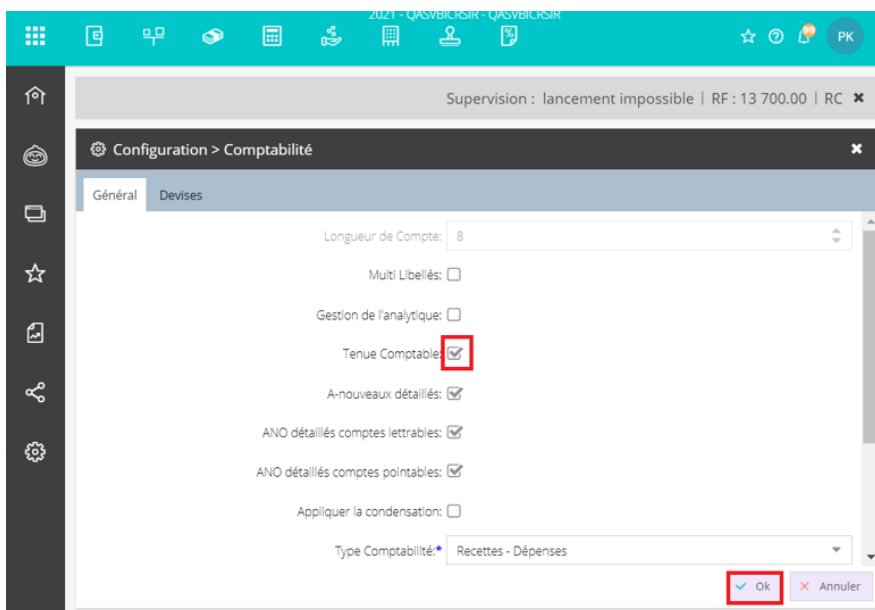 2021 - QASVBICRSIR - QASVBICRSIR
99
PK
Supervision : lancement impossible | RF : 13 700.00 | RC
Configuration > Comptabilité
Général Devises
Longueur de Compte: 8
Multi Libellés:
Gestion de l'analytique:
Tenue Comptable:
A-nouveaux détaillés:
ANO détaillés comptes lettrables:
ANO détaillés comptes pointables:
Appliquer la condensation:
Type Comptabilité:* Recettes - Dépenses
Ok Annuler